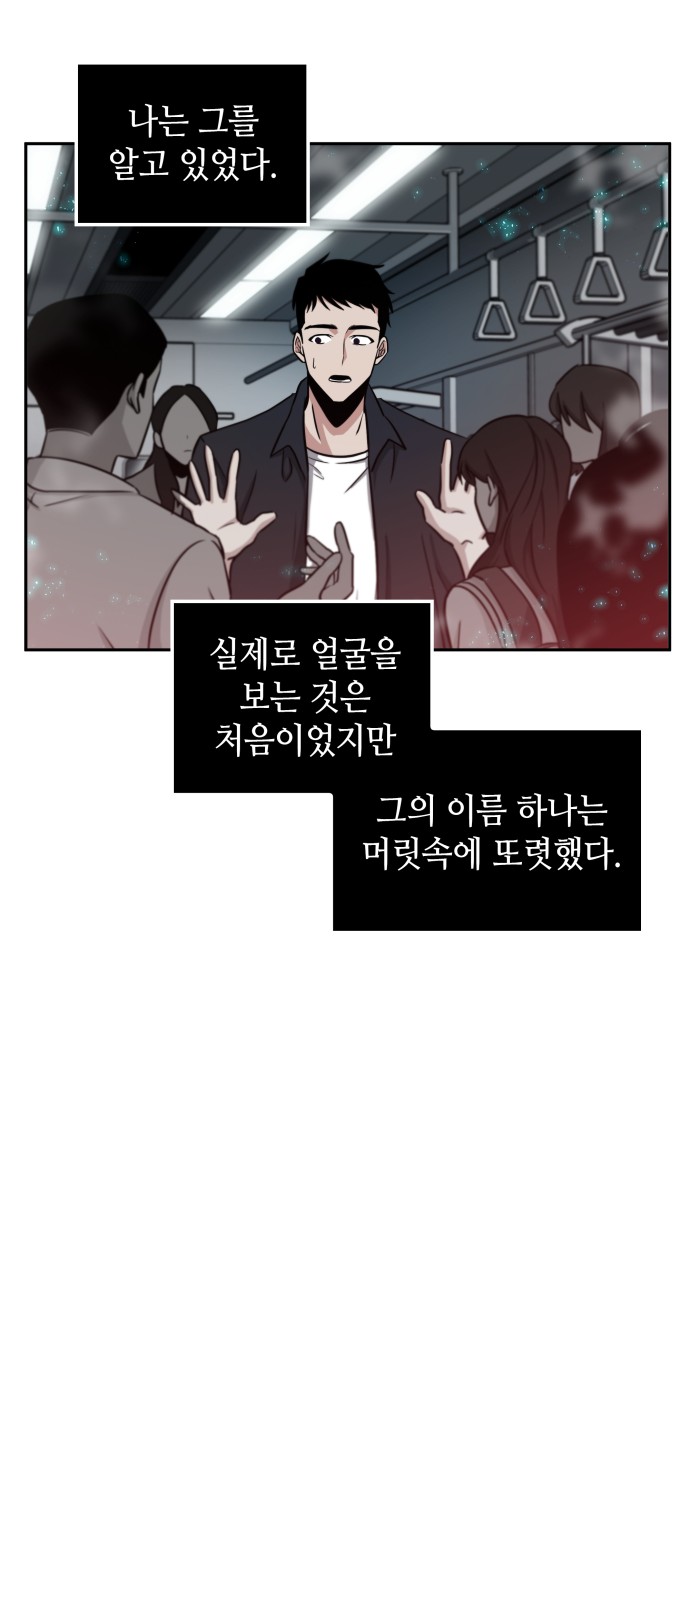 나는 그를
알고 있었다.
실제로 얼굴을
보는 것은
처음이었지만
그의 이름 하나는
머릿속에 또렷했다.